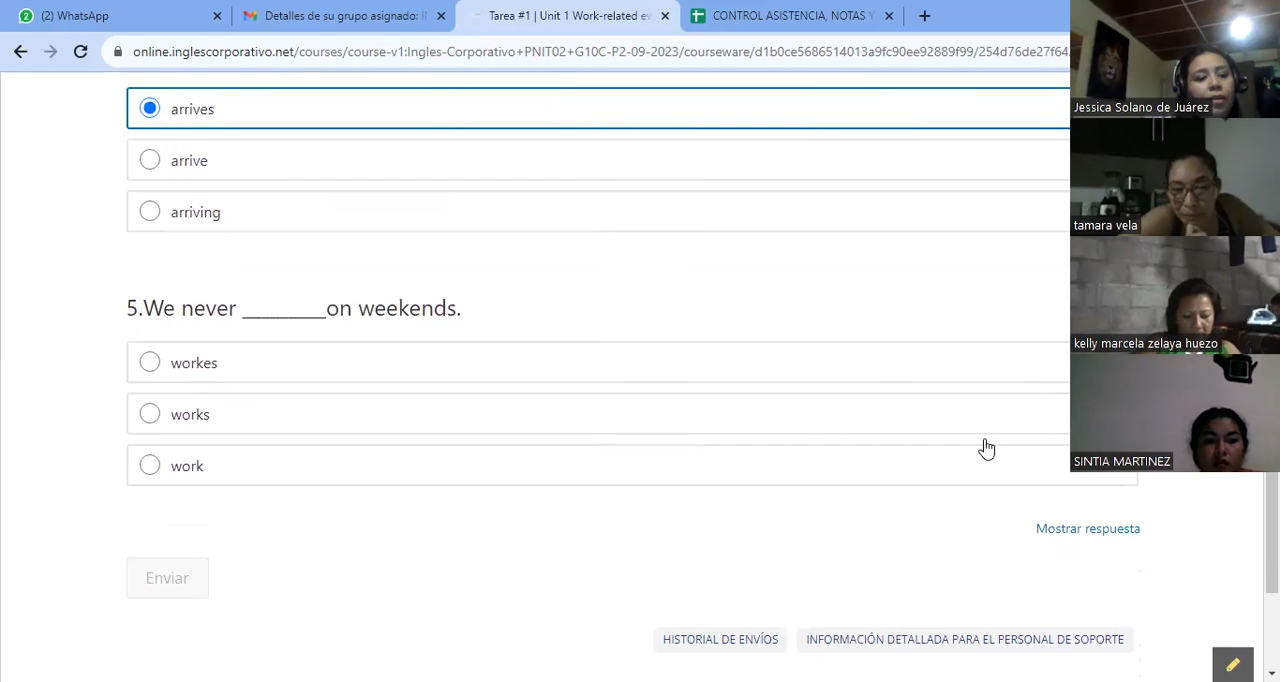 (2) WhatsApp
Detalles de su grupo asignado:
Tarea #1 | Unit 1 Work-related e
CONTROL ASISTENCIA, NOTAS Y
online.inglescorporativo.net/courses/course-v1:Ingles-Corporativo+PNIT02+G10C-P2-09-2023/courseware/d1b0ce5686514013a9fc90ee92889f99/254d76de27f64
arrives
arrive
arriving
5.We never ________on weekends.
workes
works
work
Mostrar respuesta
Enviar
HISTORIAL DE ENVÍOS
INFORMACIÓN DETALLADA PARA EL PERSONAL DE SOPORTE
Jessica Solano de Juárez
tamara vela
kelly marcela zelaya huezo
SINTIA MARTINEZ